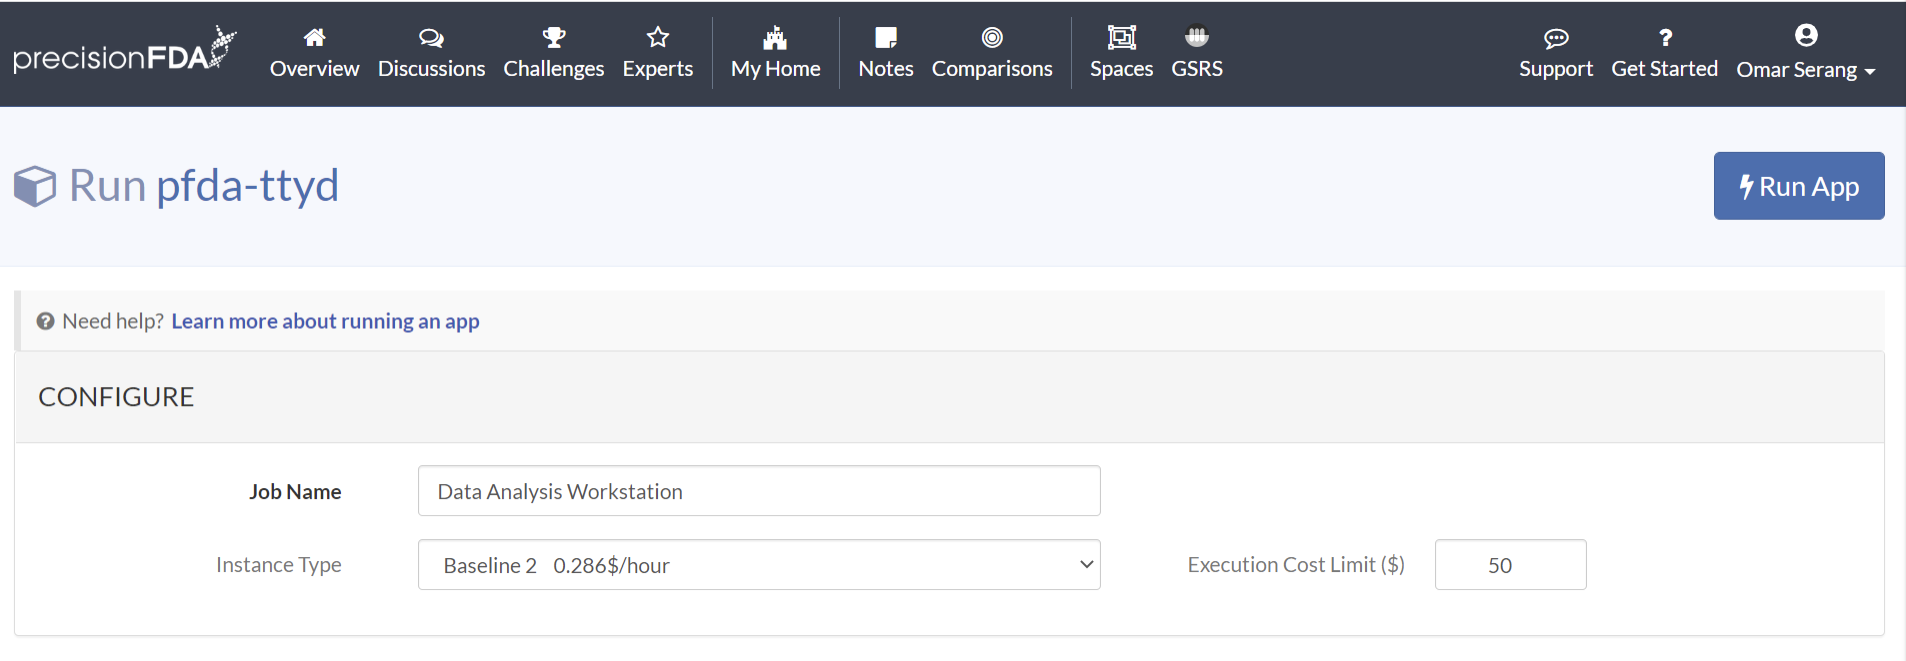 precisionFDA
Overview Discussions Challenges Experts My Home Notes Comparisons Spaces GSRS Support Get Started Omar Serang
Run pfda-ttyd
Run App
Need help? Learn more about running an app
CONFIGURE
Job Name Data Analysis Workstation
Instance Type Baseline 2 0.286$/hour Execution Cost Limit ($) 50